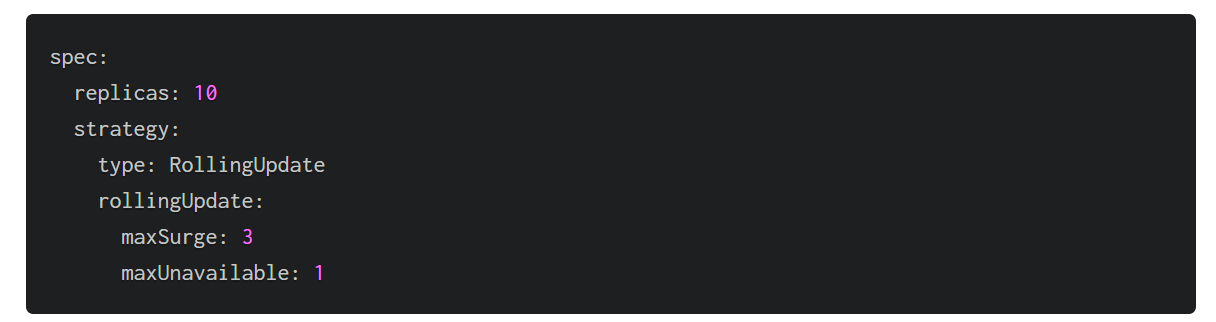 spec:
  replicas: 10
  strategy:
    type: RollingUpdate
    rollingUpdate:
      maxSurge: 3
      maxUnavailable: 1